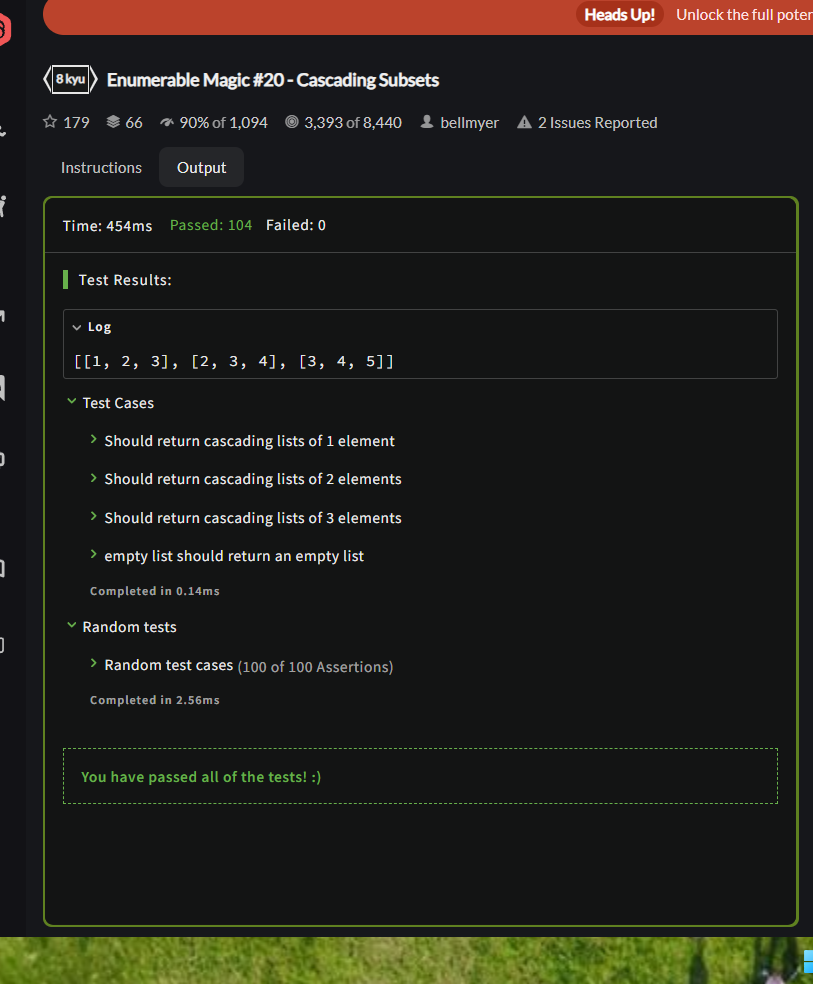 Heads Up! Unlock the full poter
8 kyu Enumerable Magic #20 - Cascading Subsets
179 66 90% of 1,094 3,393 of 8,440 bellmyer 2 Issues Reported
Instructions Output
Time: 454ms Passed: 104 Failed: 0
Test Results:
Log
[[1, 2, 3], [2, 3, 4], [3, 4, 5]]
Test Cases
Should return cascading lists of 1 element
Should return cascading lists of 2 elements
Should return cascading lists of 3 elements
empty list should return an empty list
Completed in 0.14ms
Random tests
Random test cases (100 of 100 Assertions)
Completed in 2.56ms
You have passed all of the tests! :)